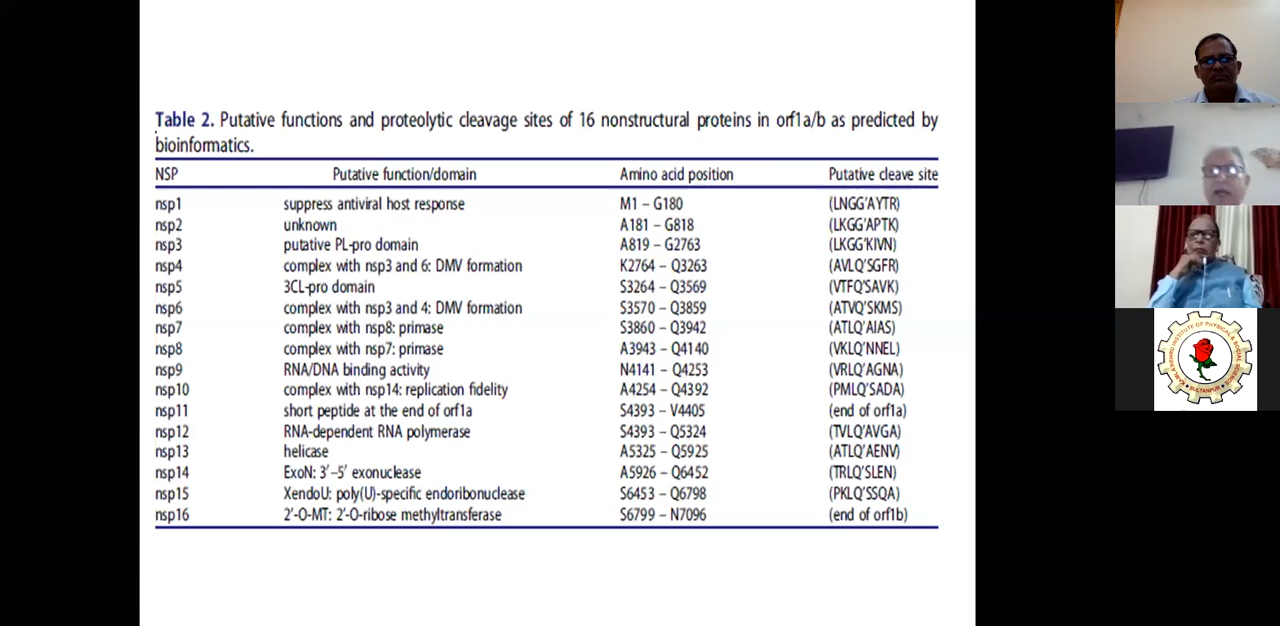 Table 2. Putative functions and proteolytic cleavage sites of 16 nonstructural proteins in orf1a/b as predicted by
bioinformatics.
NSP Putative function/domain Amino acid position Putative cleave site
nsp1 suppress antiviral host response M1 – G180 (LNGG'AYTR)
nsp2 unknown A181 – G818 (LKGG'APTK)
nsp3 putative PL-pro domain A819 – G2763 (LKGG'KIVN)
nsp4 complex with nsp3 and 6: DMV formation K2764 – Q3263 (AVLQ'SGFR)
nsp5 3CL-pro domain S3264 – Q3569 (VTFQ'SAVK)
nsp6 complex with nsp3 and 4: DMV formation S3570 – Q3859 (ATVQ'SKMS)
nsp7 complex with nsp8: primase S3860 – Q3942 (ATLQ'AIAS)
nsp8 complex with nsp7: primase A3943 – Q4140 (VKLQ'NNEL)
nsp9 RNA/DNA binding activity N4141 – Q4253 (VRLQ'AGNA)
nsp10 complex with nsp14: replication fidelity A4254 – Q4392 (PMLQ'SADA)
nsp11 short peptide at the end of orf1a S4393 – V4405 (end of orf1a)
nsp12 RNA-dependent RNA polymerase S4393 – Q5324 (TVLQ'AVGA)
nsp13 helicase A5325 – Q5925 (ATLQ'AENV)
nsp14 ExoN: 3′–5′ exonuclease A5926 – Q6452 (TRLQ'SLEN)
nsp15 XendoU: poly(U)-specific endoribonuclease S6453 – Q6798 (PKLQ'SSQA)
nsp16 2'-O-MT: 2'-O-ribose methyltransferase S6799 – N7096 (end of orf1b)
KAMLA NEHRU INSTITUTE OF PHYSICAL & SOCIAL SCIENCE
SULTANPUR